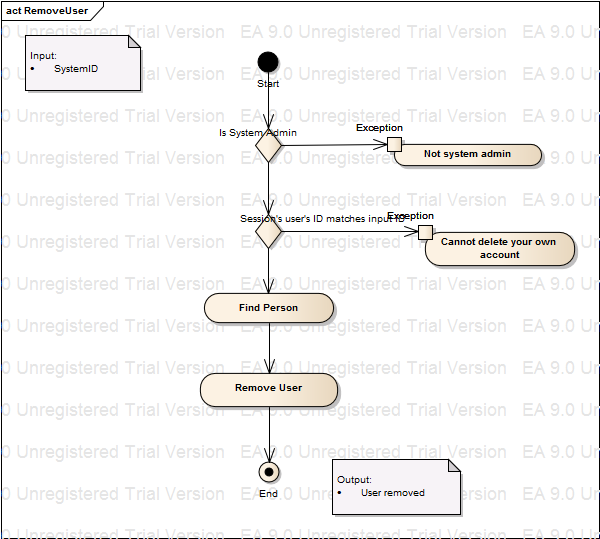 act RemoveUser
EA 9.0 Unregistered Trial Version
Input:
• SystemID
Start
Is System Admin
Exception
Not system admin
Session's user's ID matches input ID
Exception
Cannot delete your own
account
Find Person
Remove User
End
Output:
• User removed